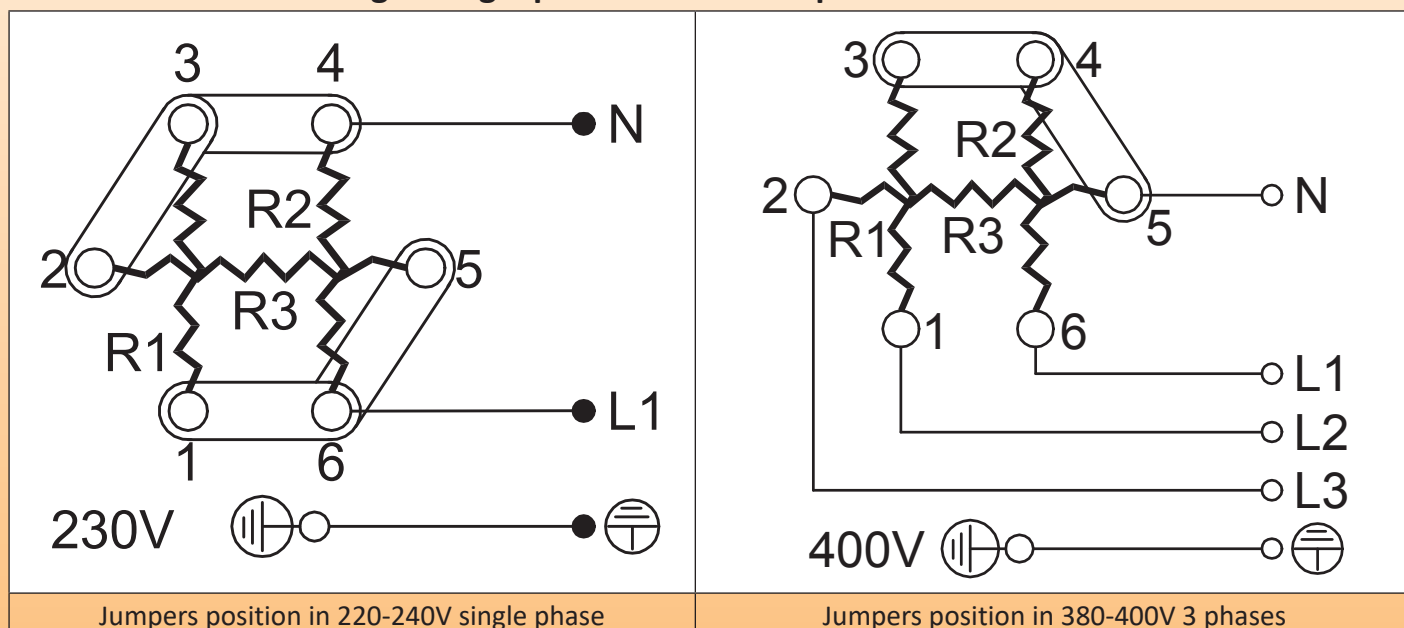 3 4
N
R2
2 5
R3
R1
L1
1 6
230V
Jumpers position in 220-240V single phase
3 4
R2
2 N
R1 R3 5
1 6
L1
L2
L3
400V
Jumpers position in 380-400V 3 phases